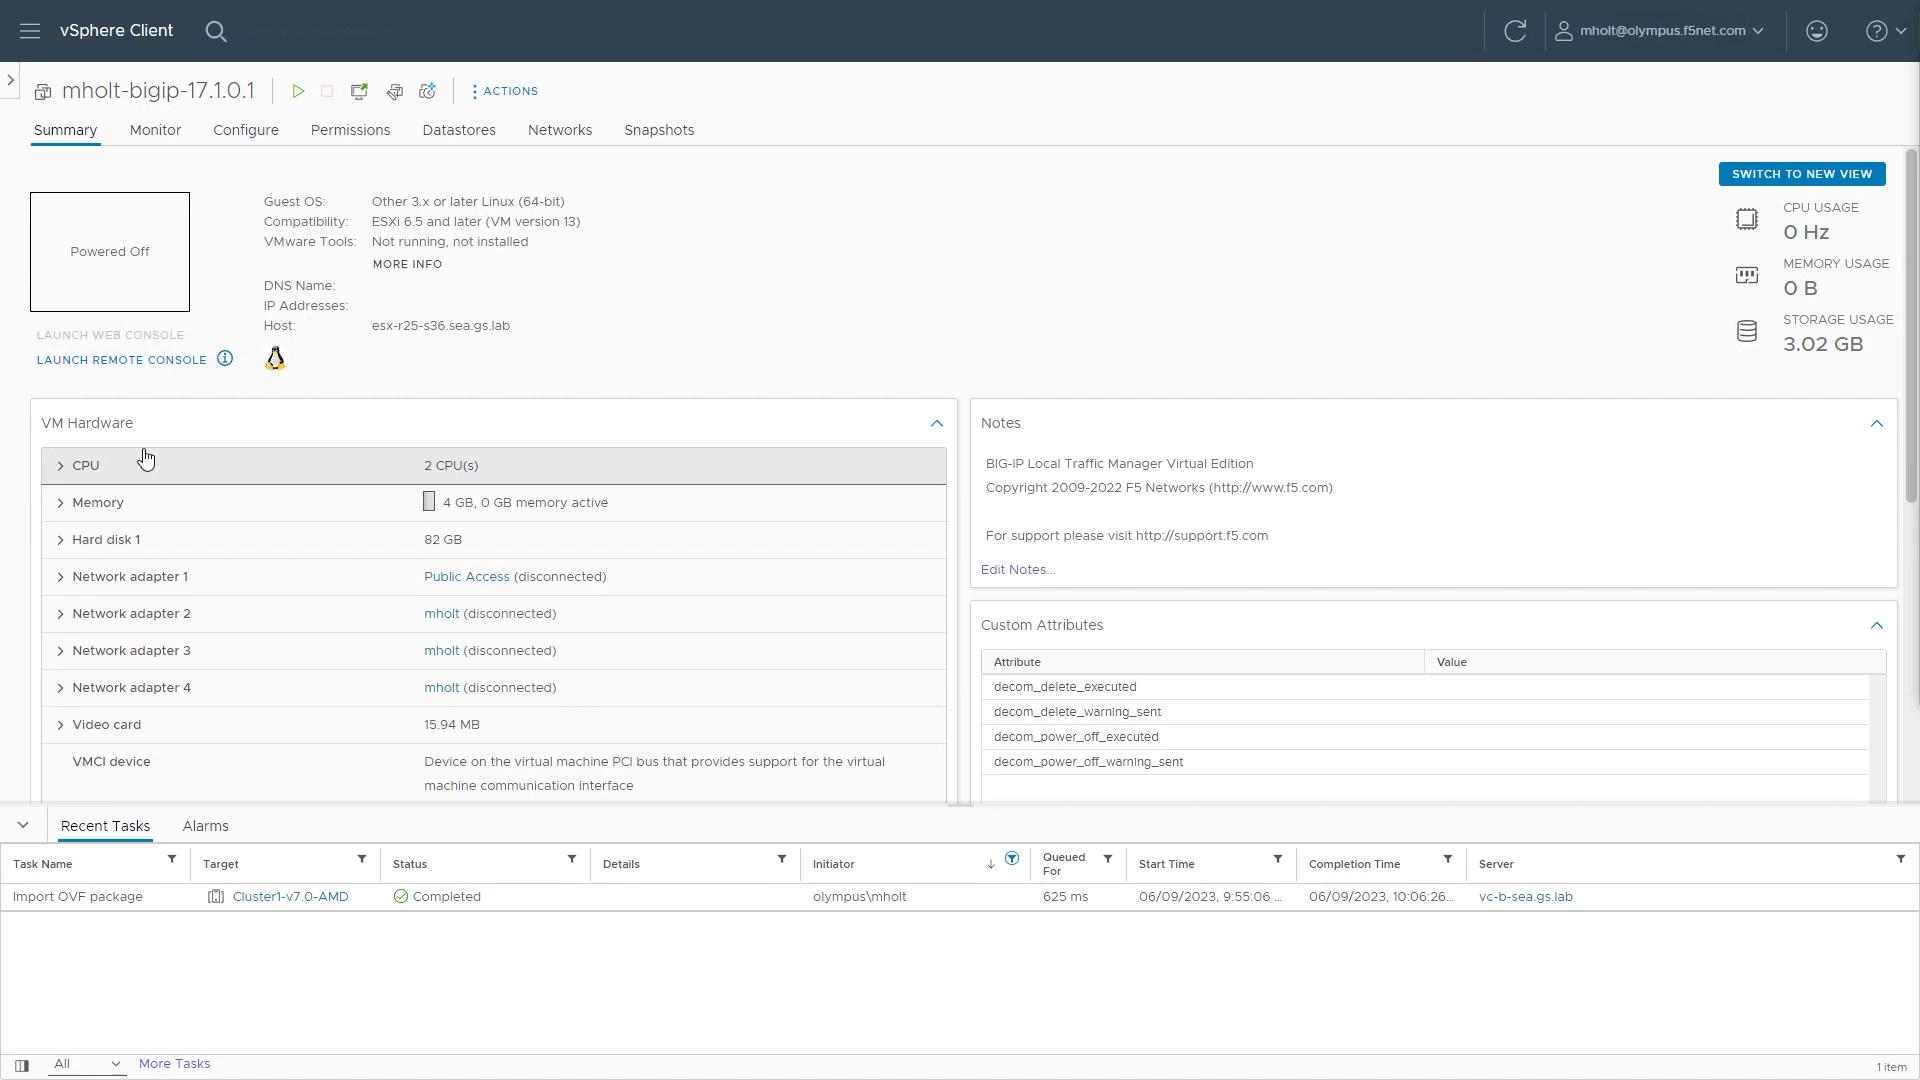 vSphere Client
mholt@olympus.f5net.com
mholt-bigip-17.1.0.1
ACTIONS
Summary Monitor Configure Permissions Datastores Networks Snapshots
SWITCH TO NEW VIEW
Powered Off
Guest OS: Other 3.x or later Linux (64-bit)
Compatibility: ESXi 6.5 and later (VM version 13)
VMware Tools: Not running, not installed
MORE INFO
DNS Name:
IP Addresses:
Host: esx-r25-s36.sea.gs.lab
LAUNCH WEB CONSOLE
LAUNCH REMOTE CONSOLE
CPU USAGE
0 Hz
MEMORY USAGE
0 B
STORAGE USAGE
3.02 GB
VM Hardware
CPU 2 CPU(s)
Memory 4 GB, 0 GB memory active
Hard disk 1 82 GB
Network adapter 1 Public Access (disconnected)
Network adapter 2 mholt (disconnected)
Network adapter 3 mholt (disconnected)
Network adapter 4 mholt (disconnected)
Video card 15.94 MB
VMCI device Device on the virtual machine PCI bus that provides support for the virtual
machine communication interface
Notes
BIG-IP Local Traffic Manager Virtual Edition
Copyright 2009-2022 F5 Networks (http://www.f5.com)
For support please visit http://support.f5.com
Edit Notes...
Custom Attributes
Attribute Value
decom_delete_executed
decom_delete_warning_sent
decom_power_off_executed
decom_power_off_warning_sent
Recent Tasks Alarms
Task Name Target Status Details Initiator Queued For Start Time Completion Time Server
Import OVF package Cluster1-v7.0-AMD Completed olympus\mholt 625 ms 06/09/2023, 9:55:06 ... 06/09/2023, 10:06:26... vc-b-sea.gs.lab
All More Tasks 1 item